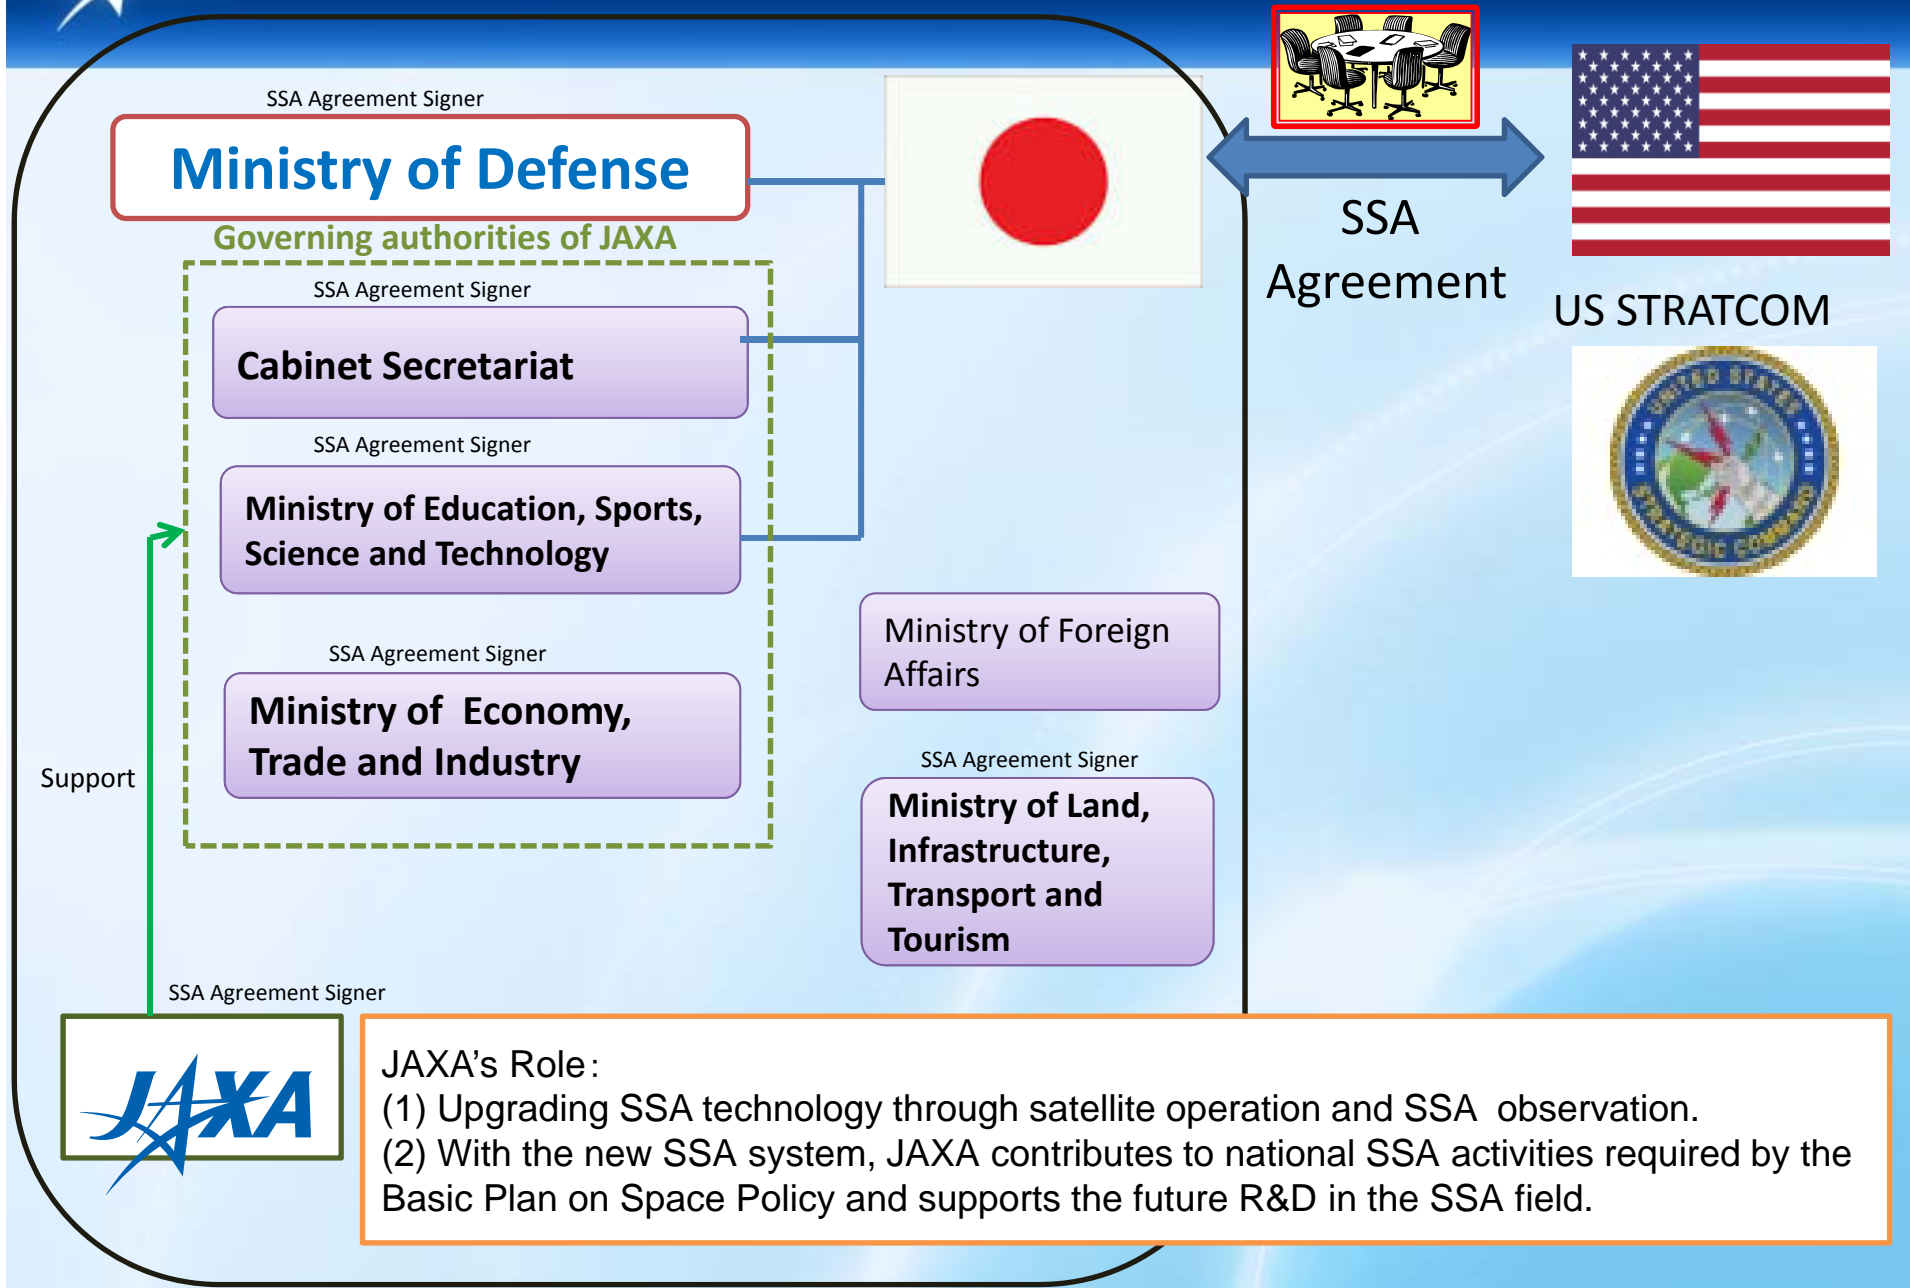 SSA Agreement Signer
Ministry of Defense
Governing authorities of JAXA
SSA Agreement Signer
Cabinet Secretariat
SSA Agreement Signer
Ministry of Education, Sports,
Science and Technology
SSA Agreement Signer
Ministry of  Economy,
Trade and Industry
Support
SSA Agreement Signer
JAXA
Ministry of Foreign
Affairs
SSA Agreement Signer
Ministry of Land,
Infrastructure,
Transport and
Tourism
SSA
Agreement
US STRATCOM
UNITED STATES
STRATEGIC COMMAND
JAXA's Role：
(1) Upgrading SSA technology through satellite operation and SSA  observation.
(2) With the new SSA system, JAXA contributes to national SSA activities required by the
Basic Plan on Space Policy and supports the future R&D in the SSA field.